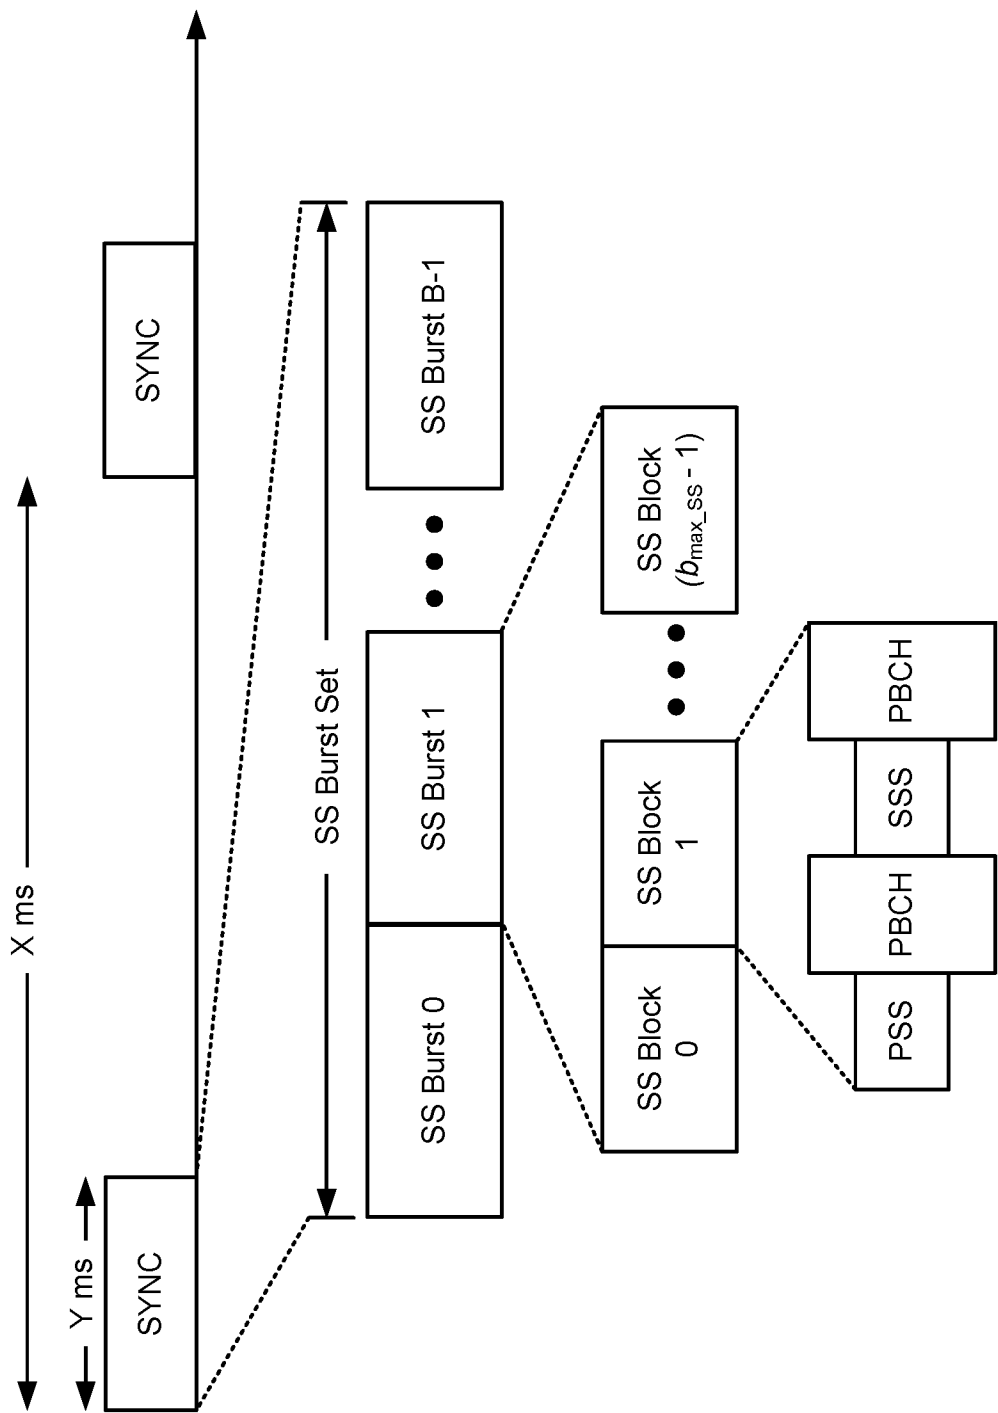 X ms
Y ms
SYNC
SYNC
SS Burst Set
SS Burst 0
SS Burst 1
SS Burst B-1
SS Block
0
SS Block
1
SS Block
(bmax_SS - 1)
PSS
PBCH
SSS
PBCH